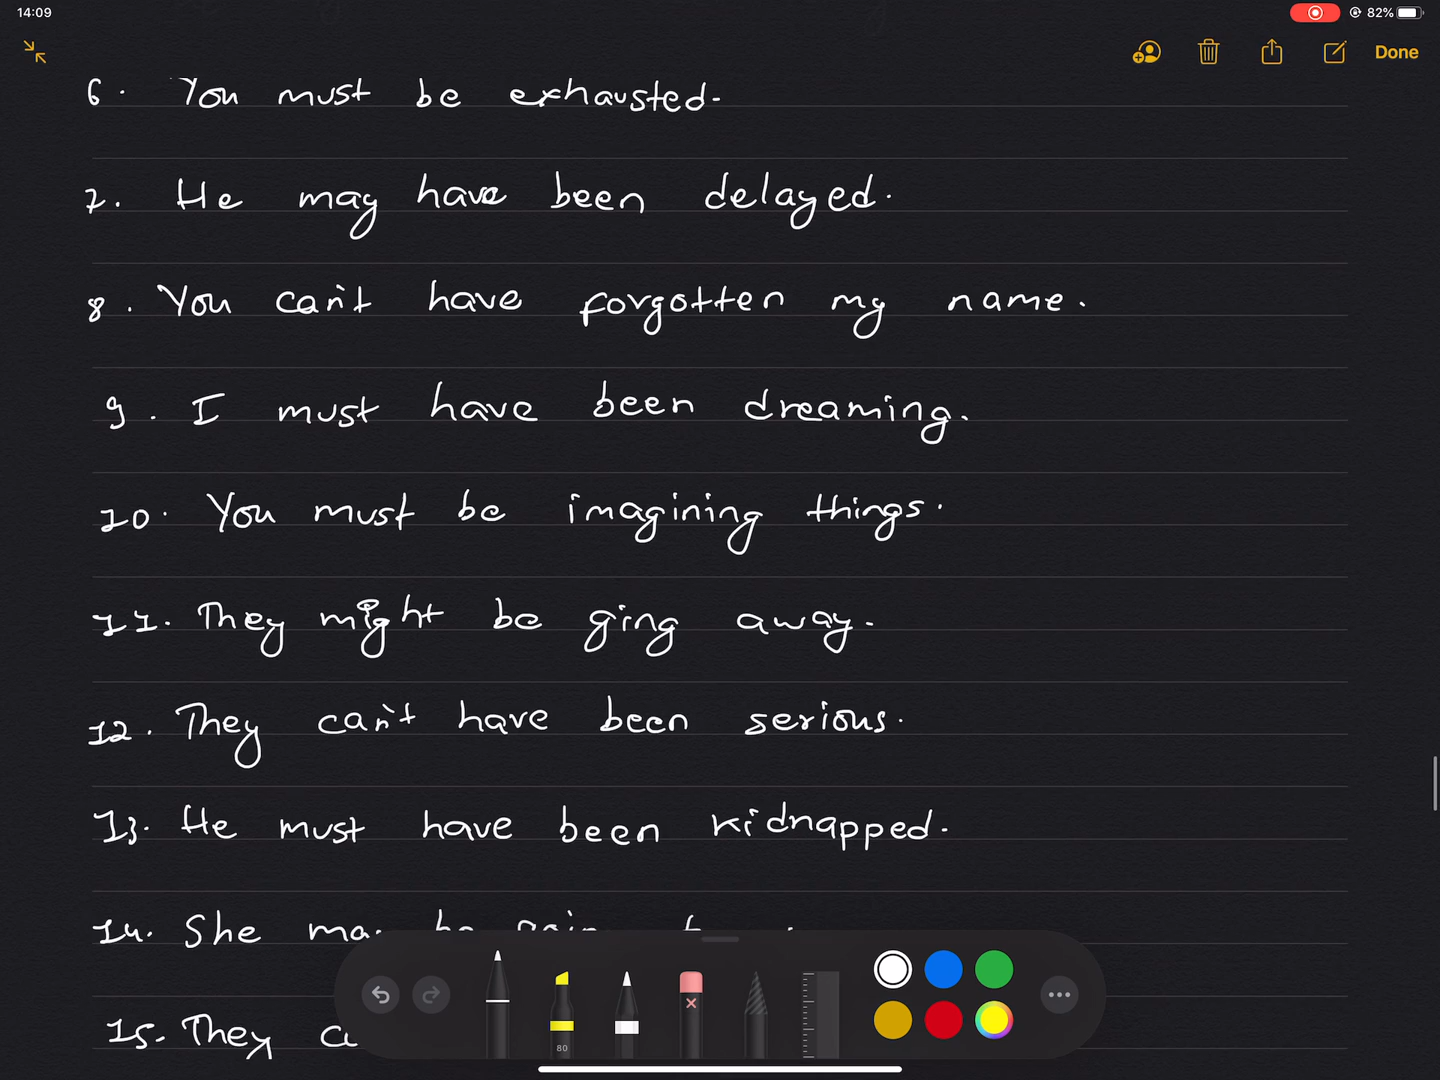 14:09
82%
Done
6. You must be exhausted.
7. He may have been delayed.
8. You can't have forgotten my name.
9. I must have been dreaming.
10. You must be imagining things.
11. They might be ging away.
12. They can't have been serious.
13. He must have been kidnapped.
14. She
15. They
80